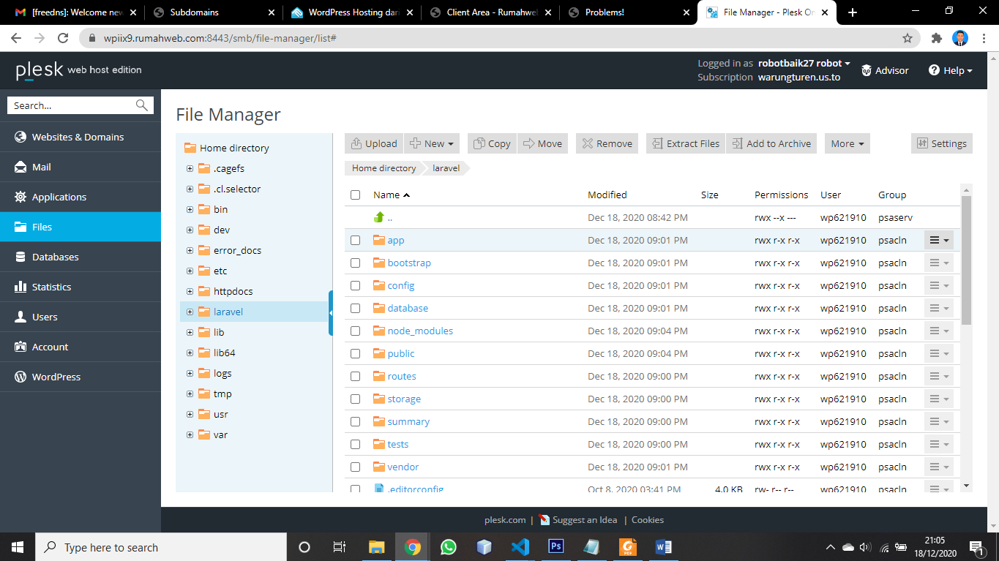 [freedns]: Welcome new
Subdomains
WordPress Hosting dari
Client Area - Rumahweb
Problems!
File Manager - Plesk On
wpiix9.rumahweb.com:8443/smb/file-manager/list#
plesk web host edition
Logged in as robotbaik27 robot
Subscription warungturen.us.to
Advisor
Help
Search...
Websites & Domains
Mail
Applications
Files
Databases
Statistics
Users
Account
WordPress
File Manager
Home directory
.cagefs
.cl.selector
bin
dev
error_docs
etc
httpdocs
laravel
lib
lib64
logs
tmp
usr
var
Upload New Copy Move Remove Extract Files Add to Archive More Settings
Home directory laravel
Name Modified Size Permissions User Group
.. Dec 18, 2020 08:42 PM rwx --x --- wp621910 psaserv
app Dec 18, 2020 09:01 PM rwx r-x r-x wp621910 psacln
bootstrap Dec 18, 2020 09:01 PM rwx r-x r-x wp621910 psacln
config Dec 18, 2020 09:01 PM rwx r-x r-x wp621910 psacln
database Dec 18, 2020 09:01 PM rwx r-x r-x wp621910 psacln
node_modules Dec 18, 2020 09:04 PM rwx r-x r-x wp621910 psacln
public Dec 18, 2020 09:04 PM rwx r-x r-x wp621910 psacln
routes Dec 18, 2020 09:00 PM rwx r-x r-x wp621910 psacln
storage Dec 18, 2020 09:00 PM rwx r-x r-x wp621910 psacln
summary Dec 18, 2020 09:00 PM rwx r-x r-x wp621910 psacln
tests Dec 18, 2020 09:00 PM rwx r-x r-x wp621910 psacln
vendor Dec 18, 2020 09:01 PM rwx r-x r-x wp621910 psacln
.editorconfig Oct 8, 2020 03:41 PM 4.0 KB rw- r-- r-- wp621910 psacln
plesk.com | Suggest an Idea | Cookies
Type here to search
Ps
PDF
W
21:05
18/12/2020
1